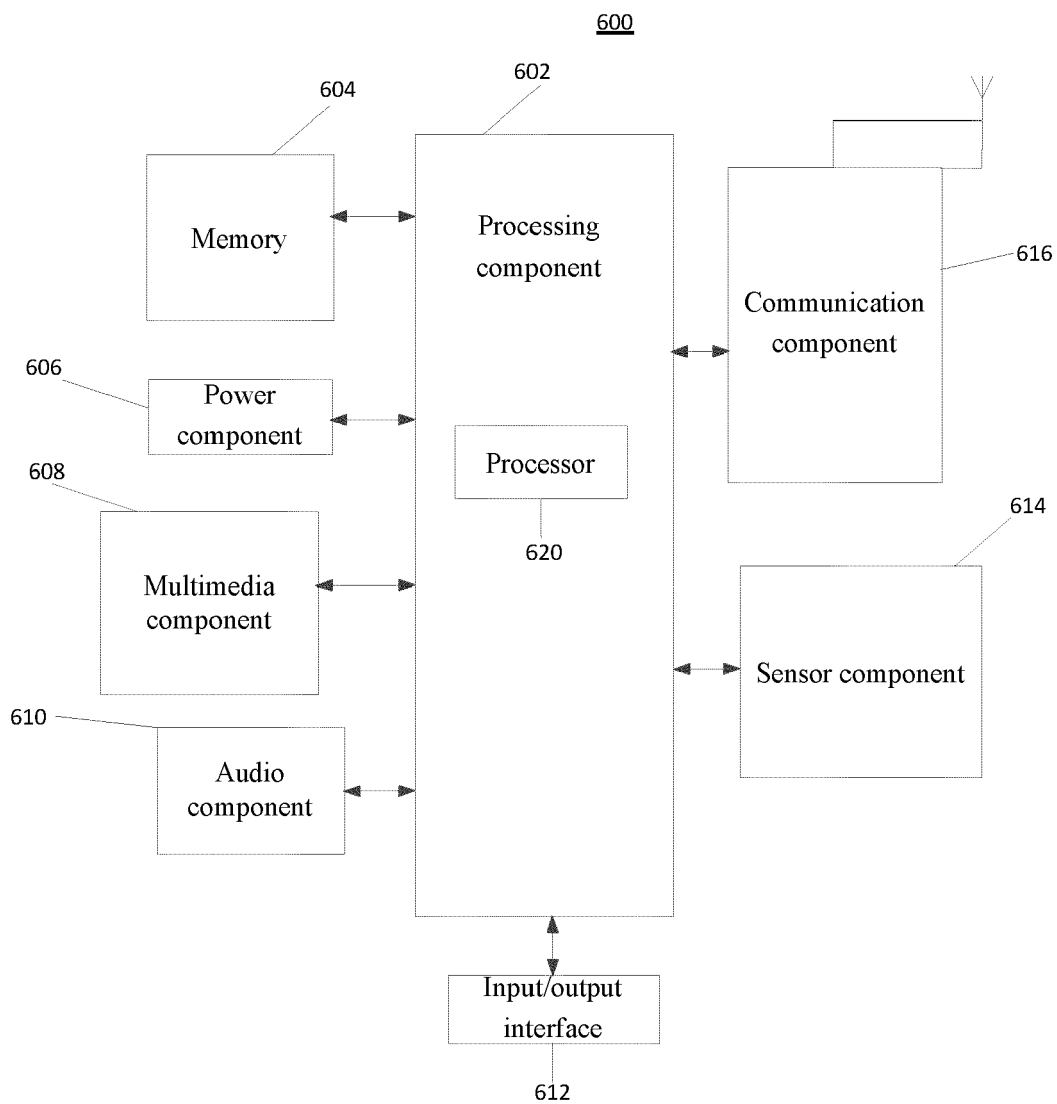 600
602
604
Memory
Processing
component
616
Communication
component
606
Power
component
Processor
620
608
Multimedia
component
614
Sensor component
610
Audio
component
Input/output
interface
612